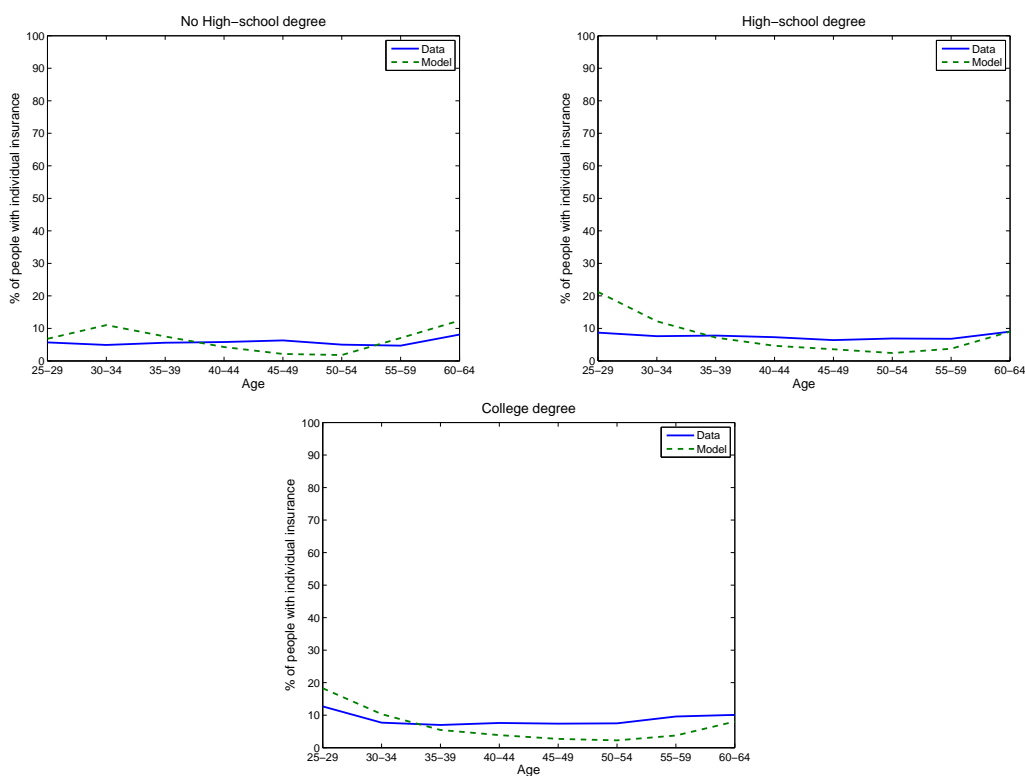 No High−school degree
% of people with individual insurance
100
90
80
70
60
50
40
30
20
10
0
25−29 30−34 35−39 40−44 45−49 50−54 55−59 60−64
Age
Data
Model
High−school degree
% of people with individual insurance
100
90
80
70
60
50
40
30
20
10
0
25−29 30−34 35−39 40−44 45−49 50−54 55−59 60−64
Age
Data
Model
College degree
% of people with individual insurance
100
90
80
70
60
50
40
30
20
10
0
25−29 30−34 35−39 40−44 45−49 50−54 55−59 60−64
Age
Data
Model